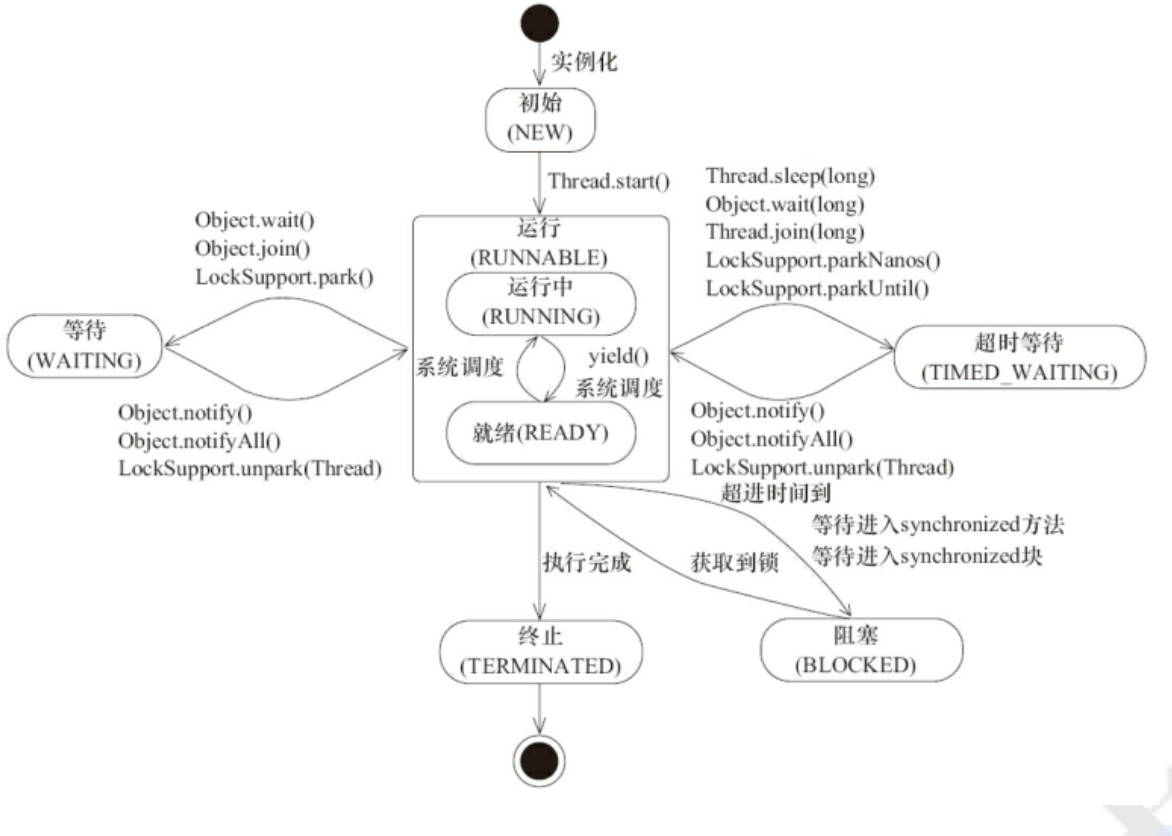 实例化
初始
(NEW)
Thread.start()
Thread.sleep(long)
Object.wait(long)
Thread.join(long)
LockSupport.parkNanos()
LockSupport.parkUntil()
Object.wait()
Object.join()
LockSupport.park()
运行
(RUNNABLE)
运行中
(RUNNING)
等待
(WAITING)
超时等待
(TIMED_WAITING)
系统调度
yield()
系统调度
就绪(READY)
Object.notify()
Object.notifyAll()
LockSupport.unpark(Thread)
Object.notify()
Object.notifyAll()
LockSupport.unpark(Thread)
超进时间到
等待进入synchronized方法
等待进入synchronized块
获取到锁
执行完成
终止
(TERMINATED)
阻塞
(BLOCKED)